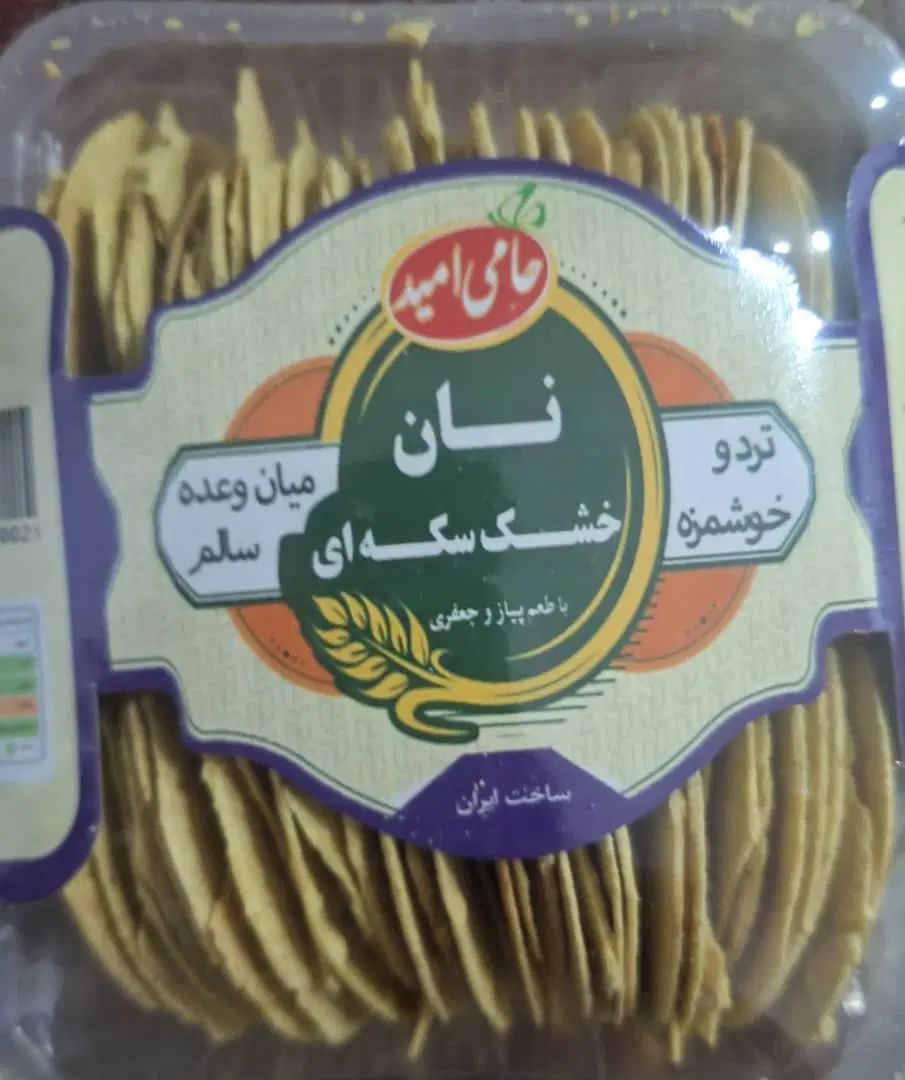 حامی امید
نان
خشک سکه ای
با طعم پیاز و جعفری
ترد و
خوشمزه
میان وعده
سالم
ساخت ایران